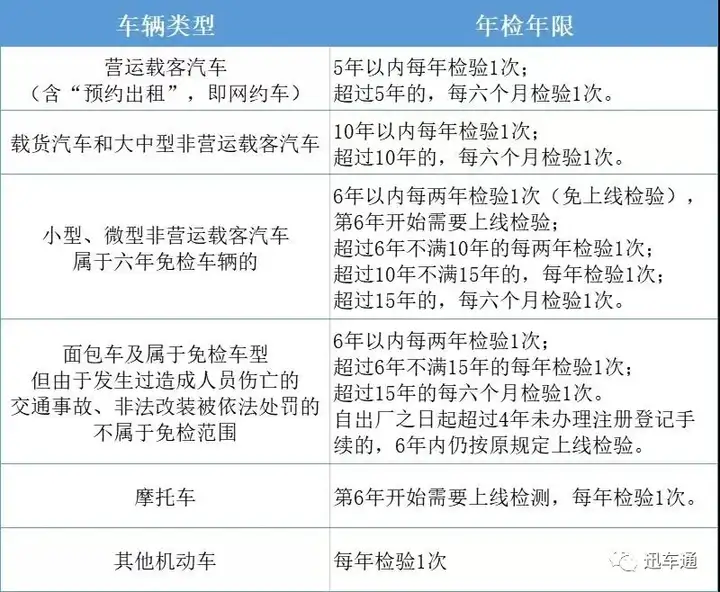 车辆类型
年检年限
营运载客汽车
（含“预约出租”，即网约车）
5年以内每年检验1次；
超过5年的，每六个月检验1次。
载货汽车和大中型非营运载客汽车
10年以内每年检验1次；
超过10年的，每六个月检验1次。
小型、微型非营运载客汽车
属于六年免检车辆的
6年以内每两年检验1次（免上线检验），
第6年开始需要上线检验；
超过6年不满10年的每两年检验1次；
超过10年不满15年的，每年检验1次；
超过15年的，每六个月检验1次。
面包车及属于免检车型
但由于发生过造成人员伤亡的
交通事故、非法改装被依法处罚的
不属于免检范围
6年以内每两年检验1次；
超过6年不满15年的每年检验1次；
超过15年的每六个月检验1次。
自出厂之日起超过4年未办理注册登记手
续的，6年内仍按原规定上线检验。
摩托车
第6年开始需要上线检测，每年检验1次。
其他机动车
每年检验1次
迅车通